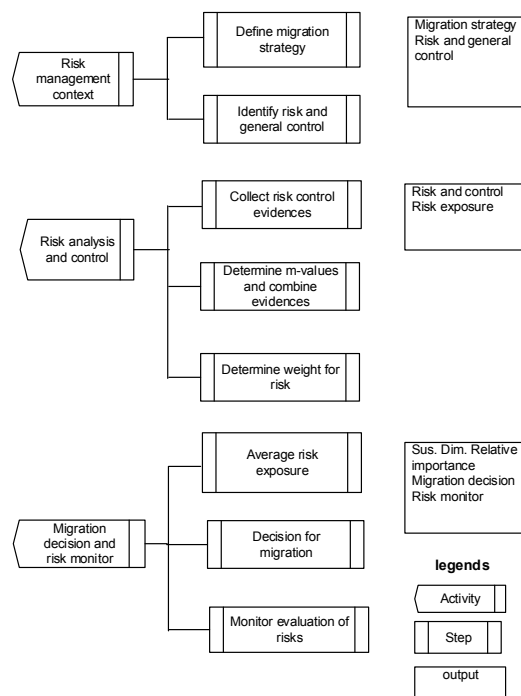 Define migration
strategy
Migration strategy
Risk and general
control
Risk
management
context
Identify risk and
general control
Collect risk control
evidences
Risk and control
Risk exposure
Risk analysis
and control
Determine m-values
and combine
evidences
Determine weight for
risk
Average risk
exposure
Sus. Dim. Relative
importance
Migration decision
Risk monitor
Migration
decision and
risk monitor
Decision for
migration
legends
Activity
Monitor evaluation of
risks
Step
output